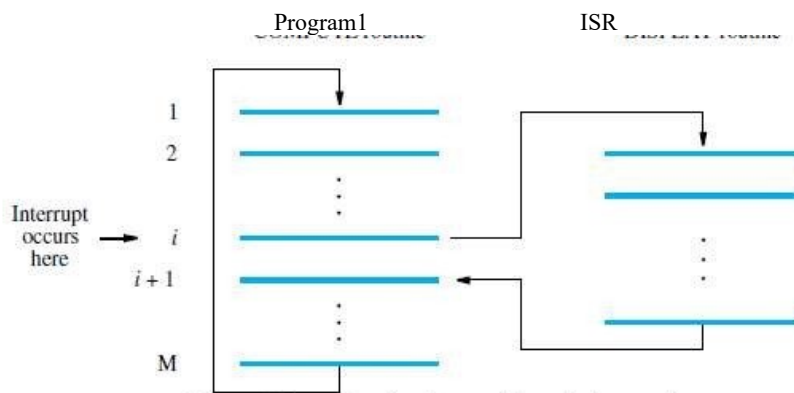 Program1
ISR
1
2
Interrupt
occurs
here
i
i + 1
M